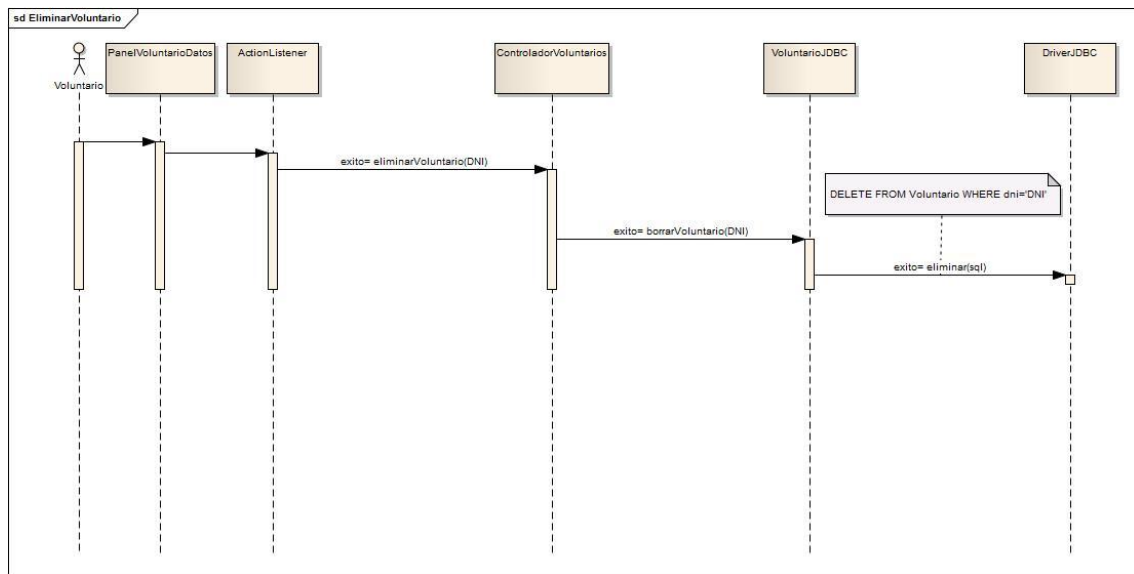 sd EliminarVoluntario
Voluntario
PanelVoluntarioDatos
ActionListener
ControladorVoluntarios
VoluntarioJDBC
DriverJDBC
exito= eliminarVoluntario(DNI)
DELETE FROM Voluntario WHERE dni='DNI'
exito= borrarVoluntario(DNI)
exito= eliminar(sql)